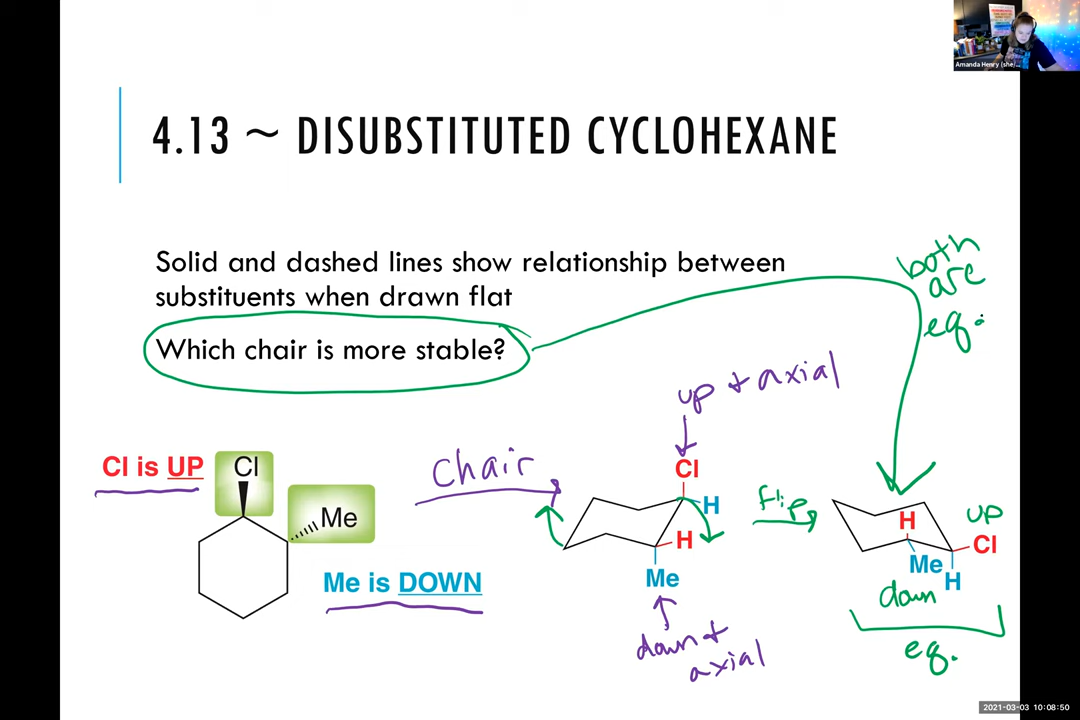 Amanda Henry (she/...
4.13 ~ DISUBSTITUTED CYCLOHEXANE
Solid and dashed lines show relationship between
substituents when drawn flat
Which chair is more stable?
both
are
eq.
up + axial
Cl is UP
Cl
Me
Me is DOWN
Chair
Cl
H
H
Me
down +
axial
flip
H
up
Cl
Me
H
down
eq.
2021-03-03 10:08:50